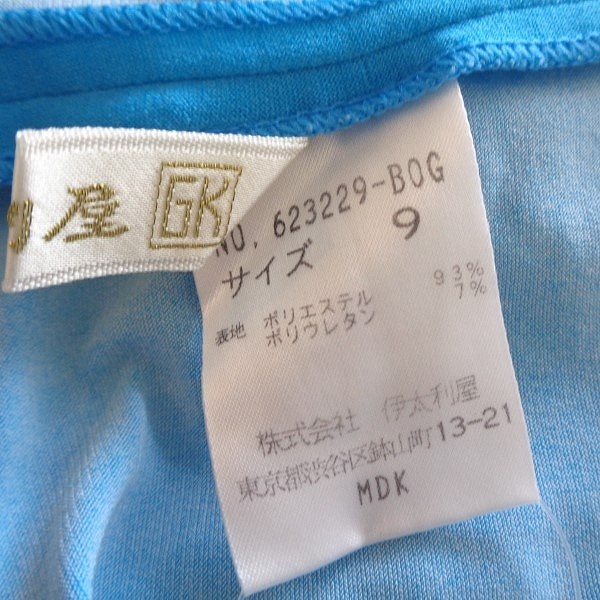 屋 GK
NO. 623229-BOG
サイズ 9
表地 ポリエステル 93%
ポリウレタン 7%
株式会社 伊太利屋
東京都渋谷区鉢山町13-21
MDK